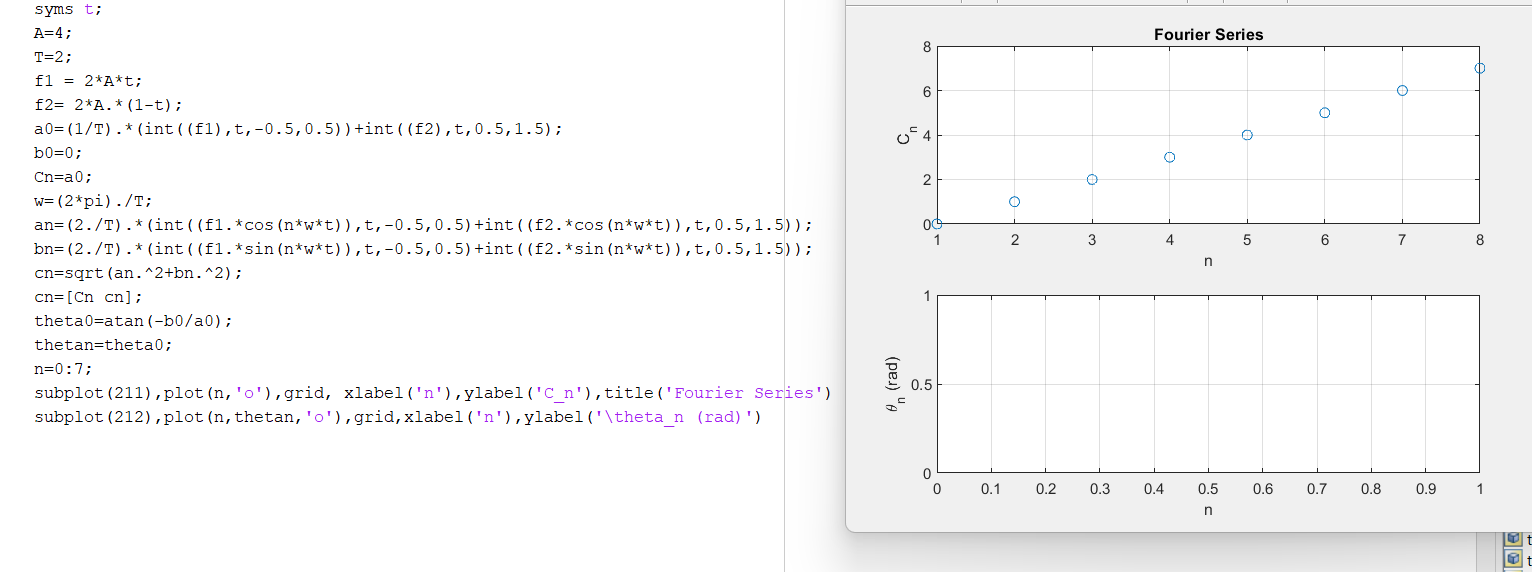 syms t;
A=4;
T=2;
f1 = 2*A*t;
f2= 2*A.*(1-t);
a0=(1/T).*(int((f1),t,-0.5,0.5))+int((f2),t,0.5,1.5);
b0=0;
Cn=a0;
w=(2*pi)./T;
an=(2./T).*(int((f1.*cos(n*w*t)),t,-0.5,0.5)+int((f2.*cos(n*w*t)),t,0.5,1.5));
bn=(2./T).*(int((f1.*sin(n*w*t)),t,-0.5,0.5)+int((f2.*sin(n*w*t)),t,0.5,1.5));
cn=sqrt(an.^2+bn.^2);
cn=[Cn cn];
theta0=atan(-b0/a0);
thetan=theta0;
n=0:7;
subplot(211),plot(n,'o'),grid, xlabel('n'),ylabel('C_n'),title('Fourier Series')
subplot(212),plot(n,thetan,'o'),grid,xlabel('n'),ylabel('\theta_n (rad)')
Fourier Series
8
6
4
2
0
C_n
1 2 3 4 5 6 7 8
n
1
0.5
0
θ_n (rad)
0 0.1 0.2 0.3 0.4 0.5 0.6 0.7 0.8 0.9 1
n
t
t